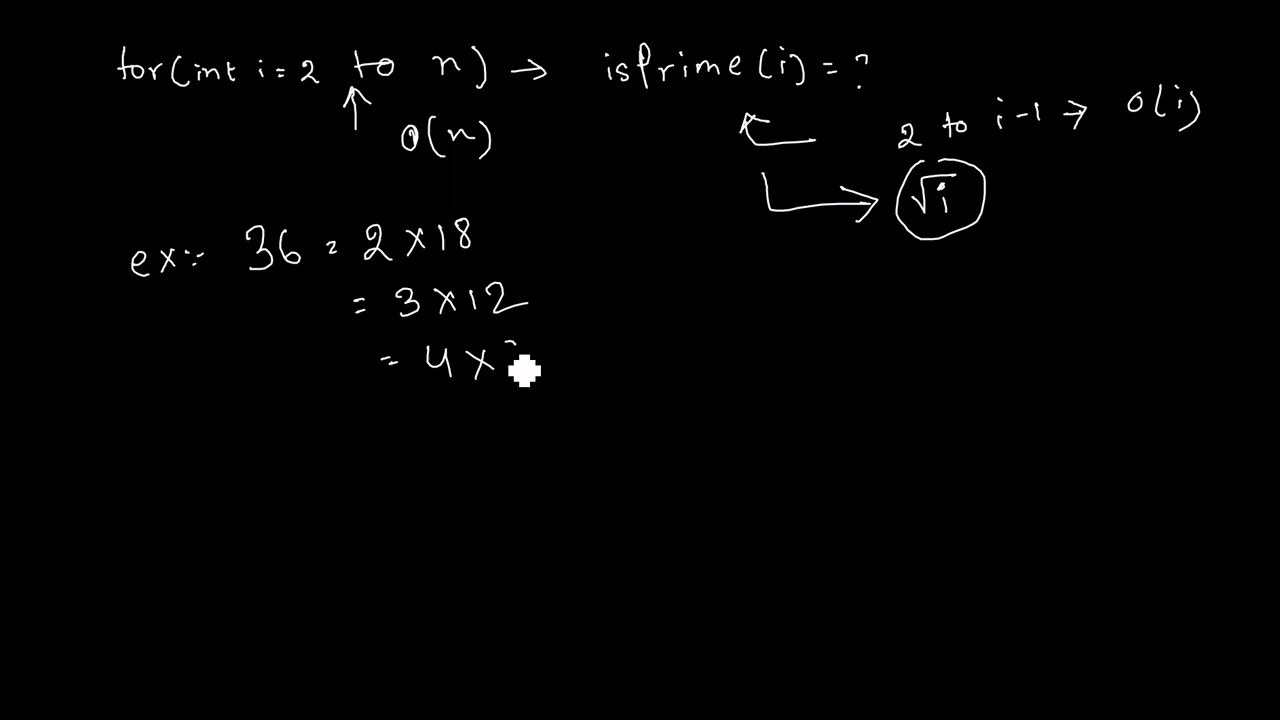 for(int i = 2 to n) → isPrime(i) = ?
O(n)
2 to i-1 → O(i)
√i
ex:- 36 = 2 × 18
= 3 × 12
= 4 ×